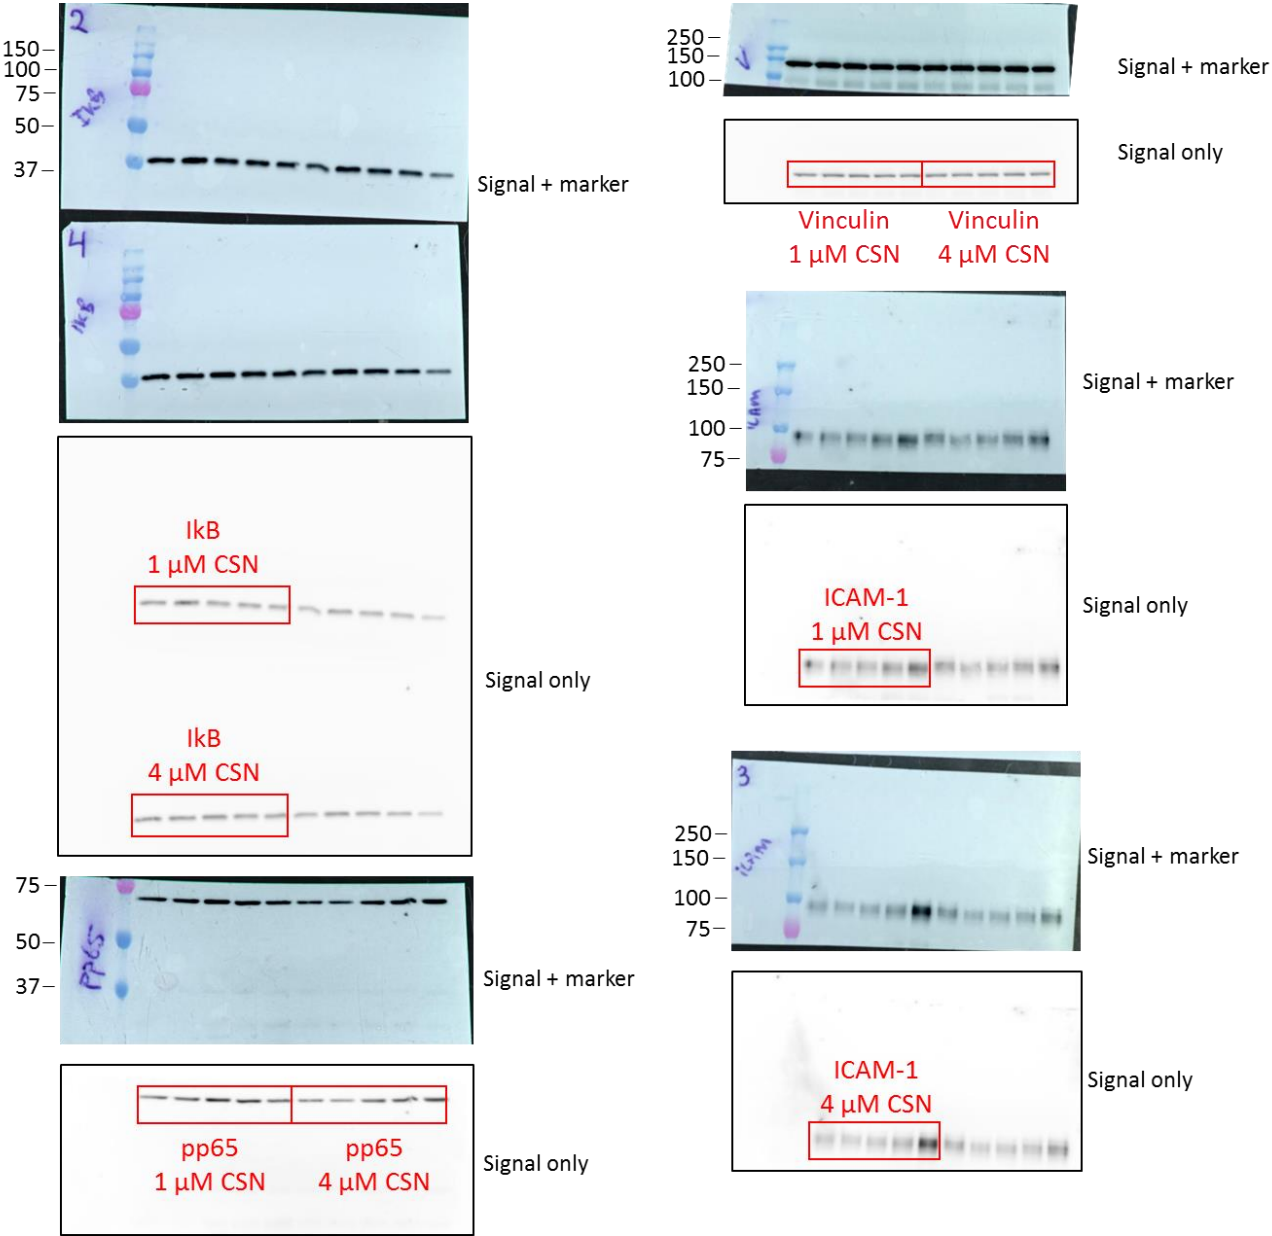 2
150
100
75
50
37
IkB
Signal + marker
4
IkB
IkB
1 µM CSN
Signal only
IkB
4 µM CSN
75
50
37
PP65
Signal + marker
pp65
1 µM CSN
pp65
4 µM CSN
Signal only
250
150
100
V
Signal + marker
Signal only
Vinculin
1 µM CSN
Vinculin
4 µM CSN
250
150
100
75
ICAM
Signal + marker
ICAM-1
1 µM CSN
Signal only
3
250
150
100
75
iCAM
Signal + marker
ICAM-1
4 µM CSN
Signal only